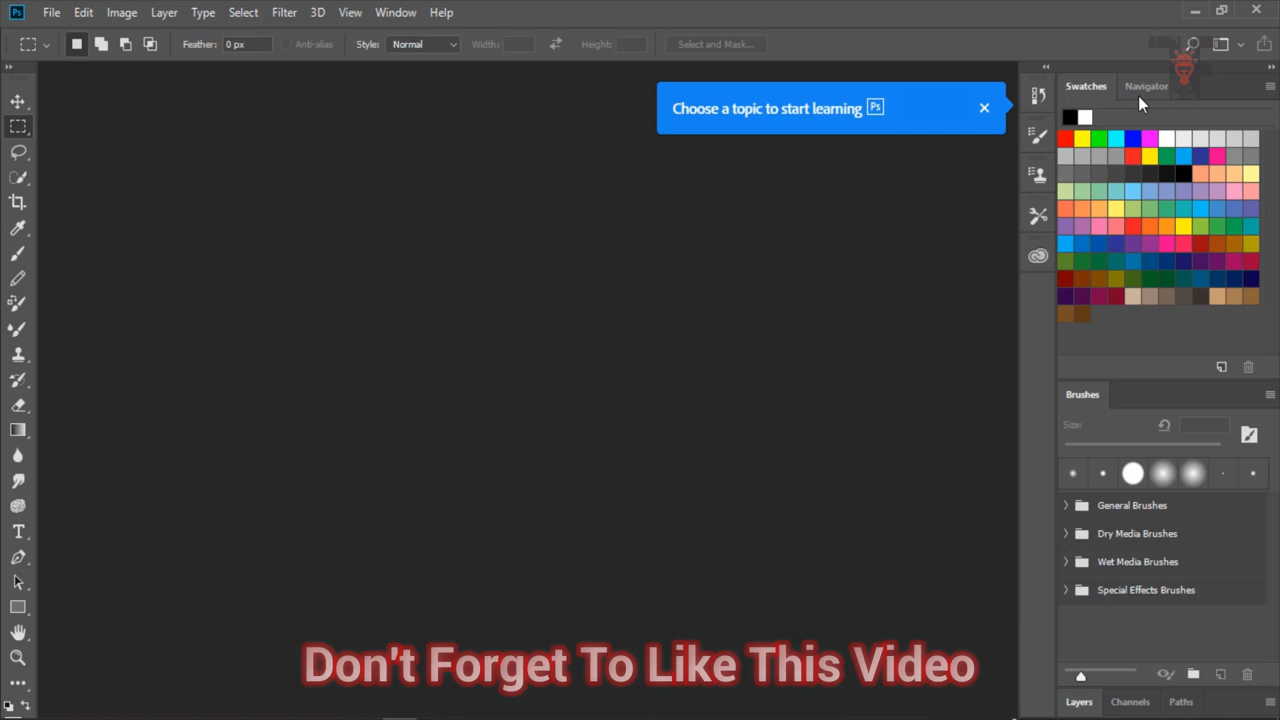 Ps File Edit Image Layer Type Select Filter 3D View Window Help
Feather: 0 px Anti-alias Style: Normal Width: Height: Select and Mask...
Choose a topic to start learning Ps
Swatches Navigator
Brushes
Size:
General Brushes
Dry Media Brushes
Wet Media Brushes
Special Effects Brushes
Don't Forget To Like This Video
Layers Channels Paths